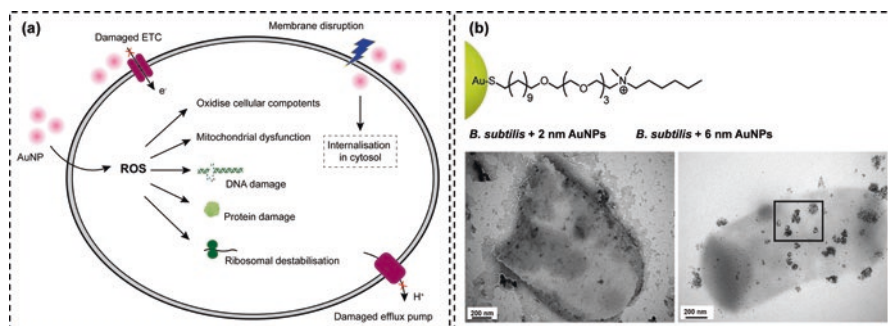 (a)
Damaged ETC
Membrane disruption
e-
AuNP
ROS
Oxidise cellular compotents
Mitochondrial dysfunction
DNA damage
Protein damage
Ribosomal destabilisation
Internalisation
in cytosol
H+
Damaged efflux pump
(b)
Au-S
9
O
O
3
N
⊕
B. subtilis + 2 nm AuNPs
B. subtilis + 6 nm AuNPs
200 nm
200 nm